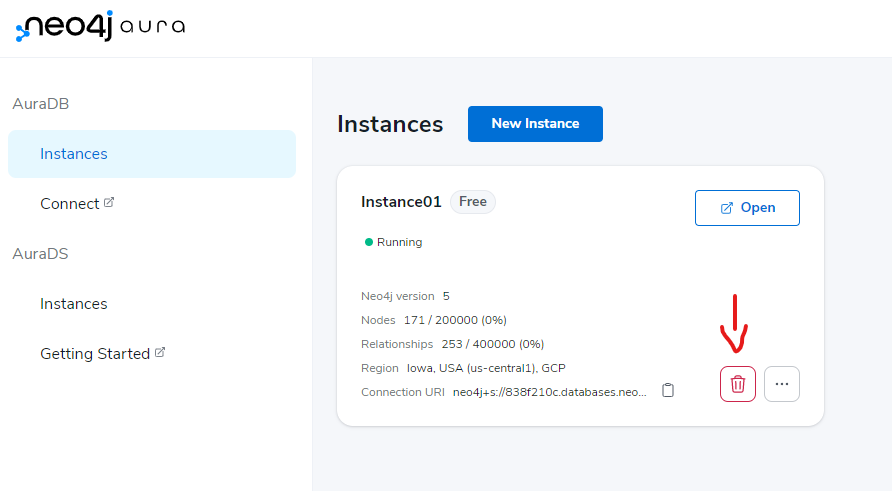 neo4j aura
AuraDB
Instances
Connect
AuraDS
Instances
Getting Started
Instances
New Instance
Instance01 Free
Open
Running
Neo4j version 5
Nodes 171 / 200000 (0%)
Relationships 253 / 400000 (0%)
Region Iowa, USA (us-central1), GCP
Connection URI neo4j+s://838f210c.databases.neo...